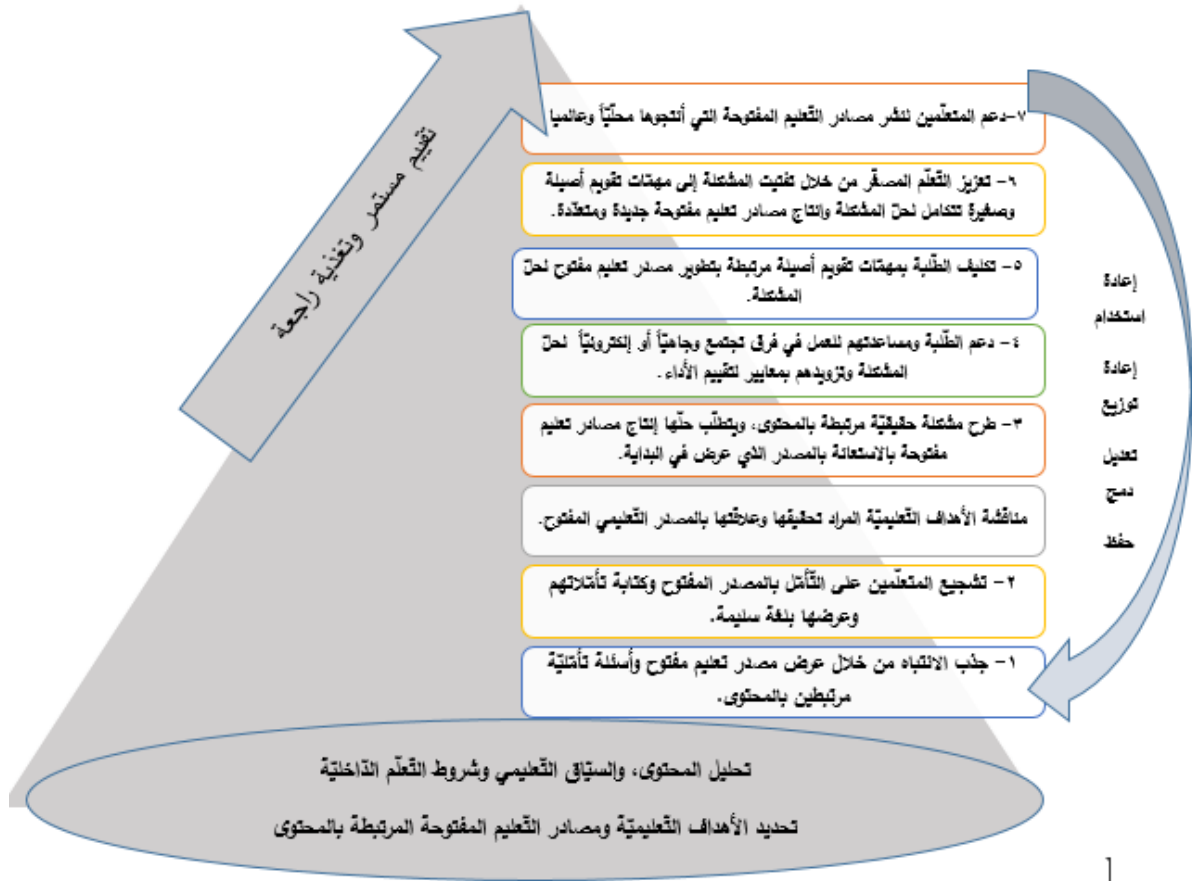 تقييم مستمر وتغذية راجعة
٧-دعم المتعلّمين لنشر مصادر التّعليم المفتوحة التي أنتجوها محليّاً وعالميا
٦- تعزيز التّعلّم المصغّر من خلال تفتيت المشكلة إلى مهمّات تقويم أصيلة
وصغيرة تتكامل لحلّ المشكلة وإنتاج مصادر تعليم مفتوحة جديدة ومتعدّدة.
٥- تكليف الطّلبة بمهمّات تقويم أصيلة مرتبطة بتطوير مصدر تعليم مفتوح لحلّ
المشكلة.
٤- دعم الطّلبة ومساعدتهم للعمل في فرق تجتمع وجاهيّاً أو إلكترونيّاً لحلّ
المشكلة وتزويدهم بمعايير لتقييم الأداء.
٣- طرح مشكلة حقيقيّة مرتبطة بالمحتوى، ويتطلّب حلّها إنتاج مصادر تعليم
مفتوحة بالاستعانة بالمصدر الذي عرض في البداية.
مناقشة الأهداف التّعليميّة المراد تحقيقها وعلاقتها بالمصدر التّعليمي المفتوح.
٢- تشجيع المتعلّمين على التّأمّل بالمصدر المفتوح وكتابة تأمّلاتهم
وعرضها بلغة سليمة.
١- جذب الانتباه من خلال عرض مصدر تعليم مفتوح وأسئلة تأمّليّة
مرتبطين بالمحتوى.
إعادة
استخدام
إعادة
توزيع
تعديل
دمج
حفظ
تحليل المحتوى، والسيّاق التّعليمي وشروط التّعلّم الدّاخليّة
تحديد الأهداف التّعليميّة ومصادر التّعليم المفتوحة المرتبطة بالمحتوى